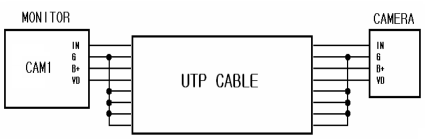 MONITOR
CAMERA
IN
G
B+
VD
CAM1
UTP CABLE
IN
G
B+
VD